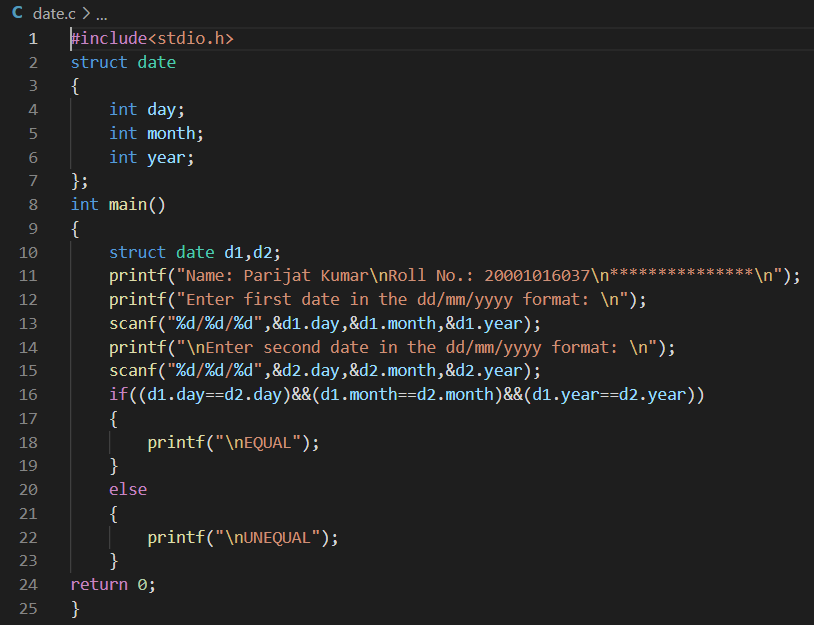 C date.c > ...
1 #include<stdio.h>
2 struct date
3 {
4     int day;
5     int month;
6     int year;
7 };
8 int main()
9 {
10     struct date d1,d2;
11     printf("Name: Parijat Kumar\nRoll No.: 20001016037\n***************\n");
12     printf("Enter first date in the dd/mm/yyyy format: \n");
13     scanf("%d/%d/%d",&d1.day,&d1.month,&d1.year);
14     printf("\nEnter second date in the dd/mm/yyyy format: \n");
15     scanf("%d/%d/%d",&d2.day,&d2.month,&d2.year);
16     if((d1.day==d2.day)&&(d1.month==d2.month)&&(d1.year==d2.year))
17     {
18         printf("\nEQUAL");
19     }
20     else
21     {
22         printf("\nUNEQUAL");
23     }
24 return 0;
25 }